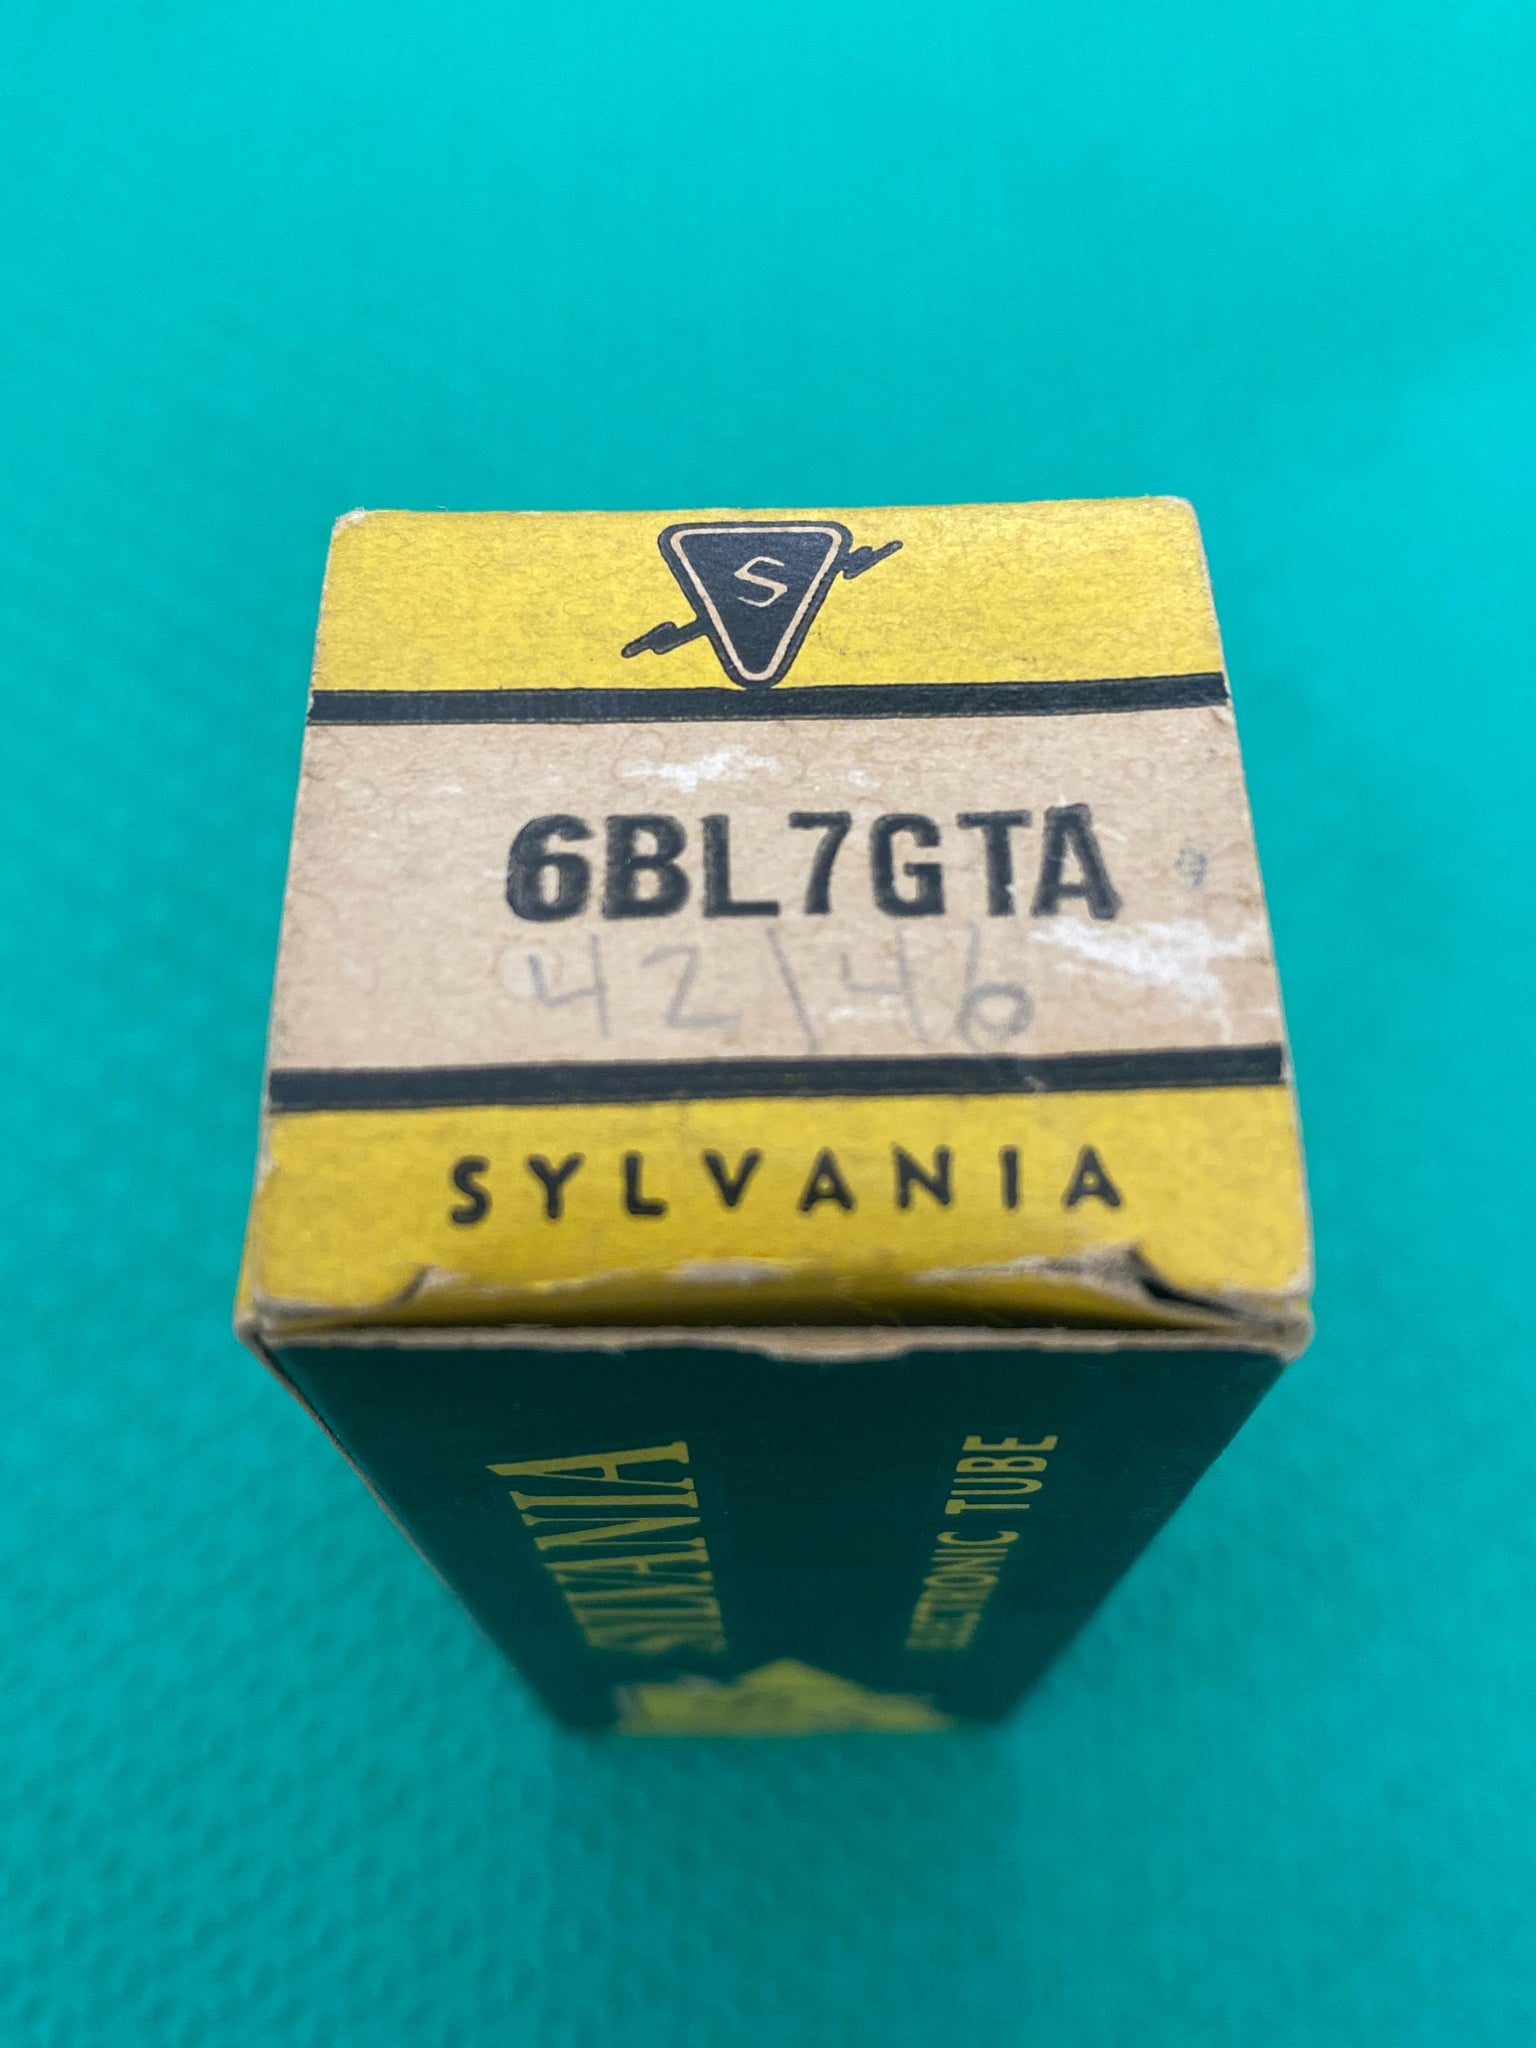 S
6BL7GTA
42/46
SYLVANIA
SYLVANIA
ELECTRONIC TUBE